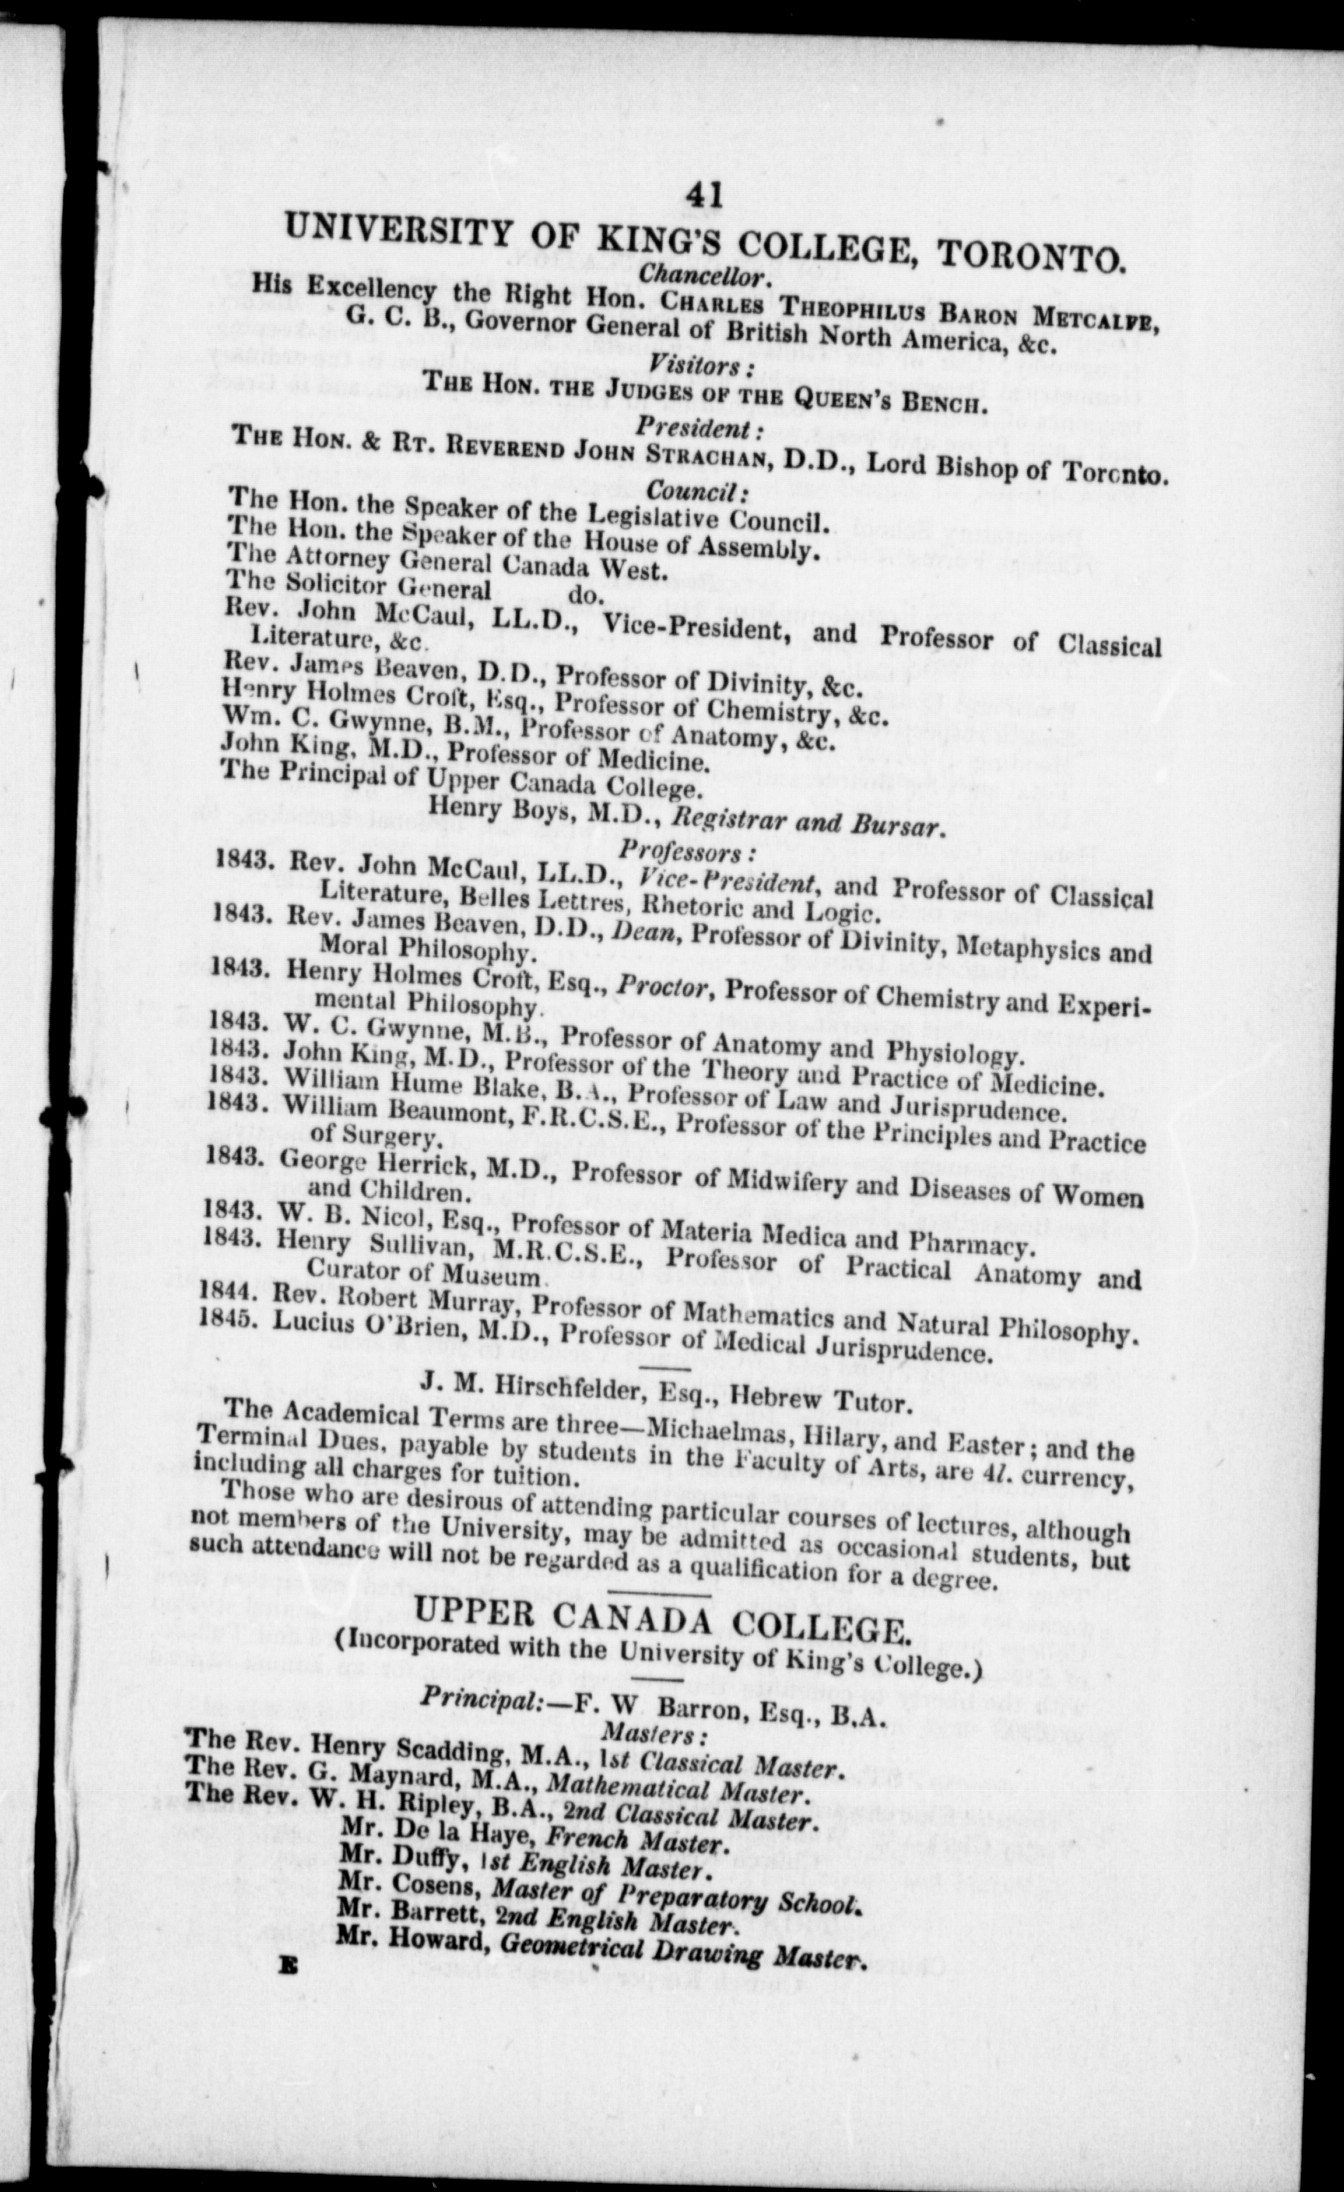 41
UNIVERSITY OF KING'S COLLEGE, TORONTO.
Chancellor.
His Excellency the Right Hon. CHARLES THEOPHILUS BARON METCALFE,
G. C. B., Governor General of British North America, &c.
Visitors:
THE HON. THE JUDGES OF THE QUEEN'S BENCH.
President:
THE HON. & RT. REVEREND JOHN STRACHAN, D.D., Lord Bishop of Toronto.
Council:
The Hon. the Speaker of the Legislative Council.
The Hon. the Speaker of the House of Assembly.
The Attorney General Canada West.
The Solicitor General do.
Rev. John McCaul, LL.D., Vice-President, and Professor of Classical
Literature, &c.
Rev. James Beaven, D.D., Professor of Divinity, &c.
Henry Holmes Croft, Esq., Professor of Chemistry, &c.
Wm. C. Gwynne, B.M., Professor of Anatomy, &c.
John King, M.D., Professor of Medicine.
The Principal of Upper Canada College.
Henry Boys, M.D., Registrar and Bursar.
Professors:
1843. Rev. John McCaul, LL.D., Vice-President, and Professor of Classical
Literature, Belles Lettres, Rhetoric and Logic.
1843. Rev. James Beaven, D.D., Dean, Professor of Divinity, Metaphysics and
Moral Philosophy.
1843. Henry Holmes Croft, Esq., Proctor, Professor of Chemistry and Experi-
mental Philosophy.
1843. W. C. Gwynne, M.B., Professor of Anatomy and Physiology.
1843. John King, M.D., Professor of the Theory and Practice of Medicine.
1843. William Hume Blake, B.A., Professor of Law and Jurisprudence.
1843. William Beaumont, F.R.C.S.E., Professor of the Principles and Practice
of Surgery.
1843. George Herrick, M.D., Professor of Midwifery and Diseases of Women
and Children.
1843. W. B. Nicol, Esq., Professor of Materia Medica and Pharmacy.
1843. Henry Sullivan, M.R.C.S.E., Professor of Practical Anatomy and
Curator of Museum.
1844. Rev. Robert Murray, Professor of Mathematics and Natural Philosophy.
1845. Lucius O'Brien, M.D., Professor of Medical Jurisprudence.
J. M. Hirschfelder, Esq., Hebrew Tutor.
The Academical Terms are three—Michaelmas, Hilary, and Easter; and the
Terminal Dues, payable by students in the Faculty of Arts, are 4l. currency,
including all charges for tuition.
Those who are desirous of attending particular courses of lectures, although
not members of the University, may be admitted as occasional students, but
such attendance will not be regarded as a qualification for a degree.
UPPER CANADA COLLEGE.
(Incorporated with the University of King's College.)
Principal:—F. W Barron, Esq., B.A.
Masters:
The Rev. Henry Scadding, M.A., 1st Classical Master.
The Rev. G. Maynard, M.A., Mathematical Master.
The Rev. W. H. Ripley, B.A., 2nd Classical Master.
Mr. De la Haye, French Master.
Mr. Duffy, 1st English Master.
Mr. Cosens, Master of Preparatory School.
Mr. Barrett, 2nd English Master.
Mr. Howard, Geometrical Drawing Master.
E